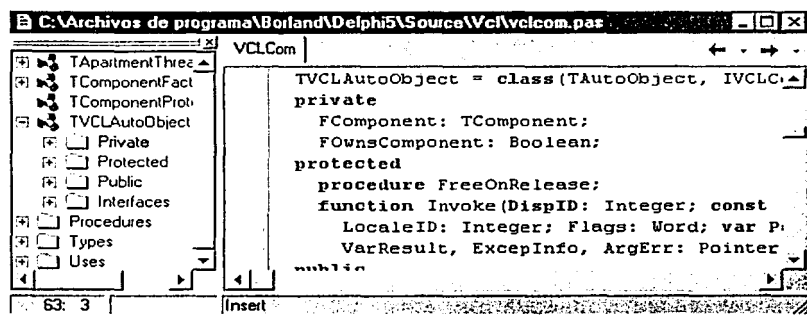 C:\Archivos de programa\Borland\Delphi5\Source\Vcl\vclcom.pas
TApartmentThrea
TComponentFact
TComponentProt
TVCLAutoObject
Private
Protected
Public
Interfaces
Procedures
Types
Uses
VCLCom
TVCLAutoObject = class(TAutoObject, IVCLC
private
FComponent: TComponent;
FOwnsComponent: Boolean;
protected
procedure FreeOnRelease;
function Invoke(DispID: Integer; const
LocaleID: Integer; Flags: Word; var P
VarResult, ExcepInfo, ArgErr: Pointer
public
63: 3
Insert